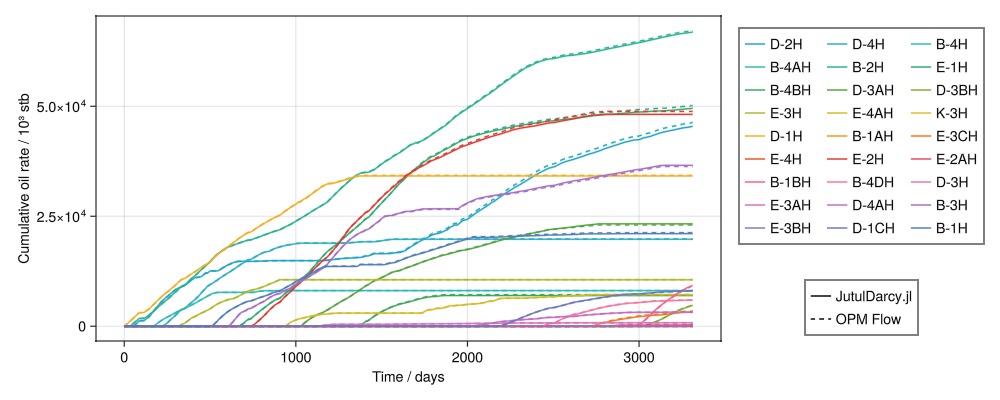 Cumulative oil rate / 10³ stb
5.0×10⁴
2.5×10⁴
0
0
1000
2000
3000
Time / days
D-2H D-4H B-4H
B-4AH B-2H E-1H
B-4BH D-3AH D-3BH
E-3H E-4AH K-3H
D-1H B-1AH E-3CH
E-4H E-2H E-2AH
B-1BH B-4DH D-3H
E-3AH D-4AH B-3H
E-3BH D-1CH B-1H
JutulDarcy.jl
OPM Flow